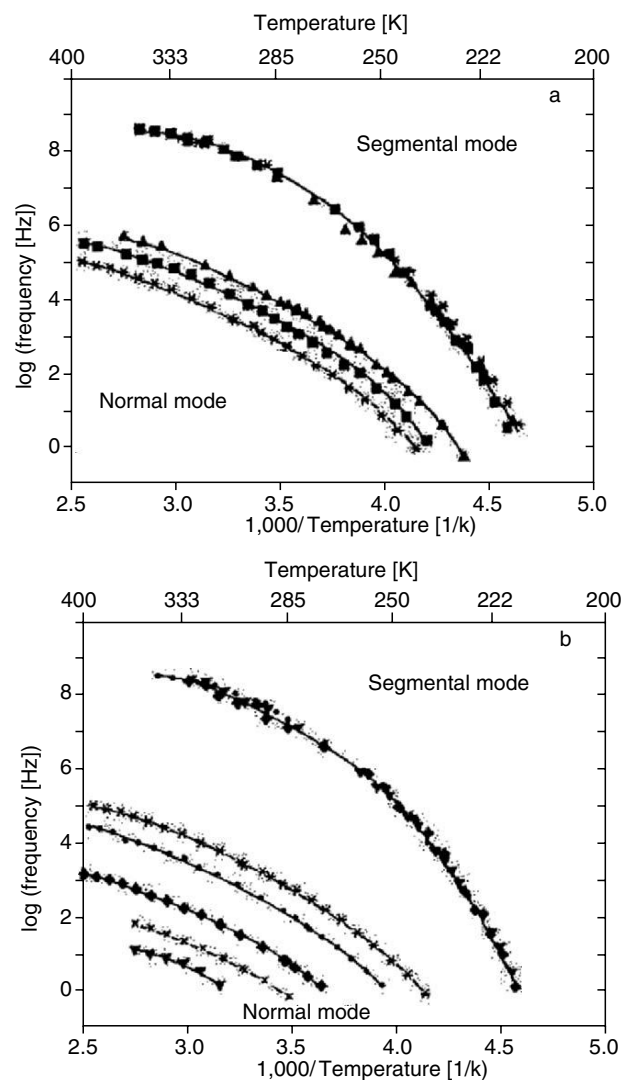 Temperature [K]
400 333 285 250 222 200
a
Segmental mode
8
6
4
2
0
log (frequency [Hz])
Normal mode
2.5 3.0 3.5 4.0 4.5 5.0
1,000/Temperature [1/k)
Temperature [K]
400 333 285 250 222 200
b
Segmental mode
8
6
4
2
0
log (frequency [Hz])
Normal mode
2.5 3.0 3.5 4.0 4.5 5.0
1,000/Temperature [1/k)